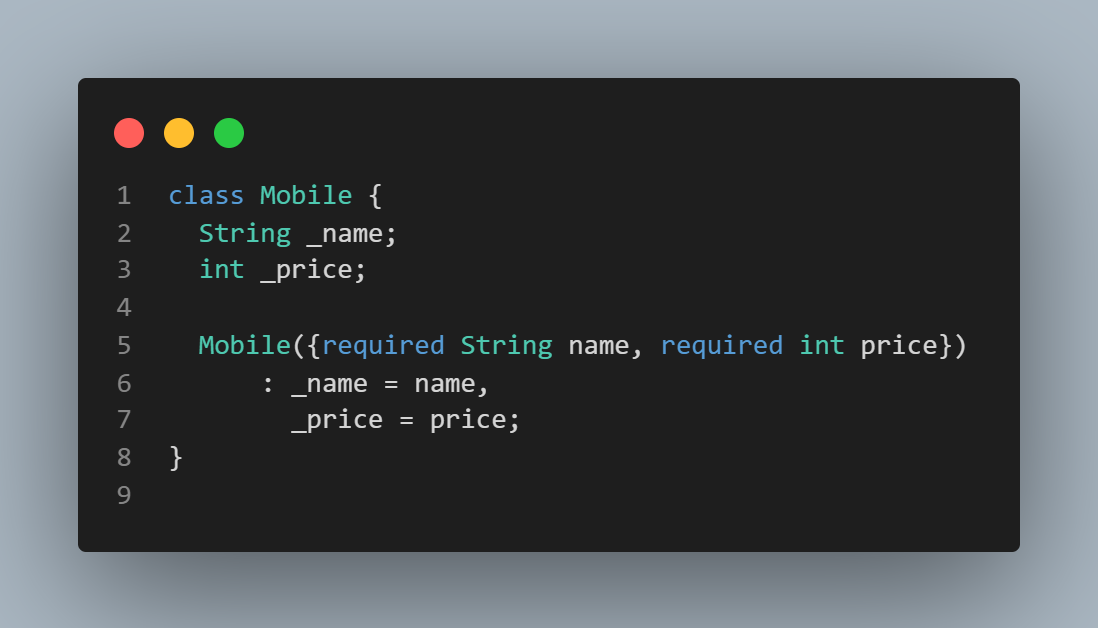 1 class Mobile {
2   String _name;
3   int _price;
4
5   Mobile({required String name, required int price})
6       : _name = name,
7         _price = price;
8 }
9